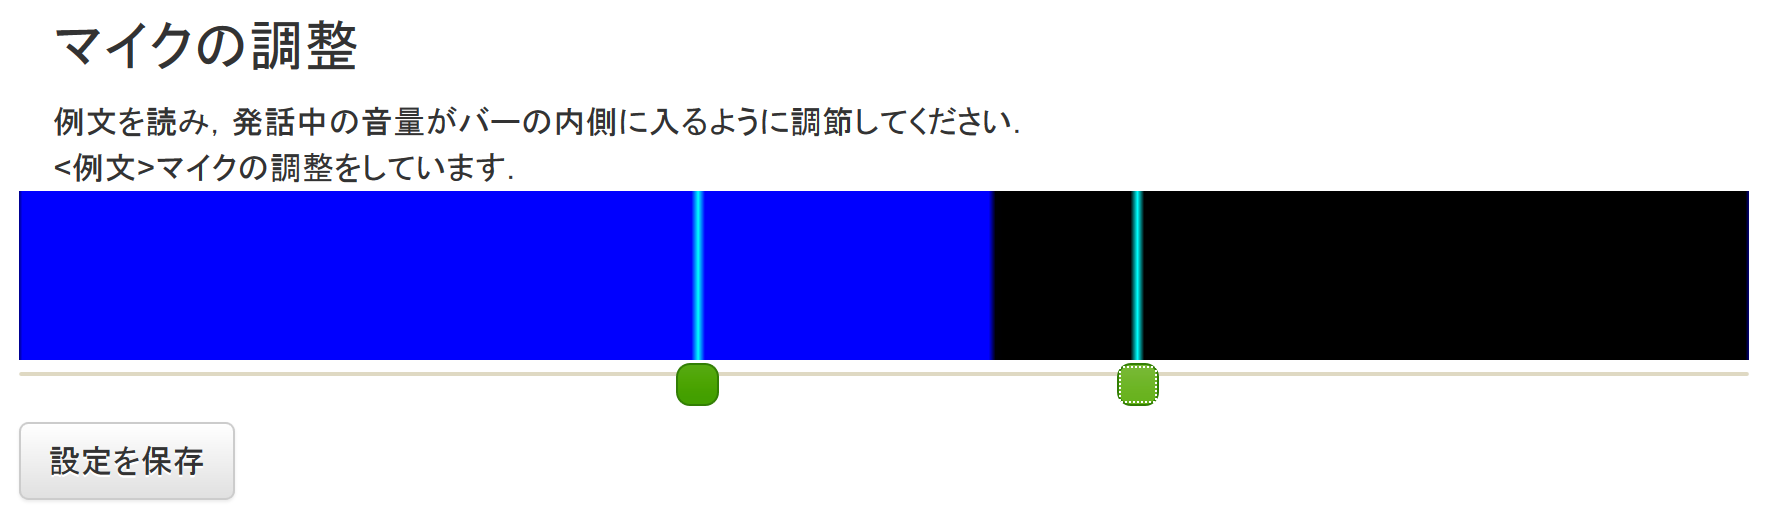 マイクの調整
例文を読み，発話中の音量がバーの内側に入るように調節してください．
<例文>マイクの調整をしています．
設定を保存